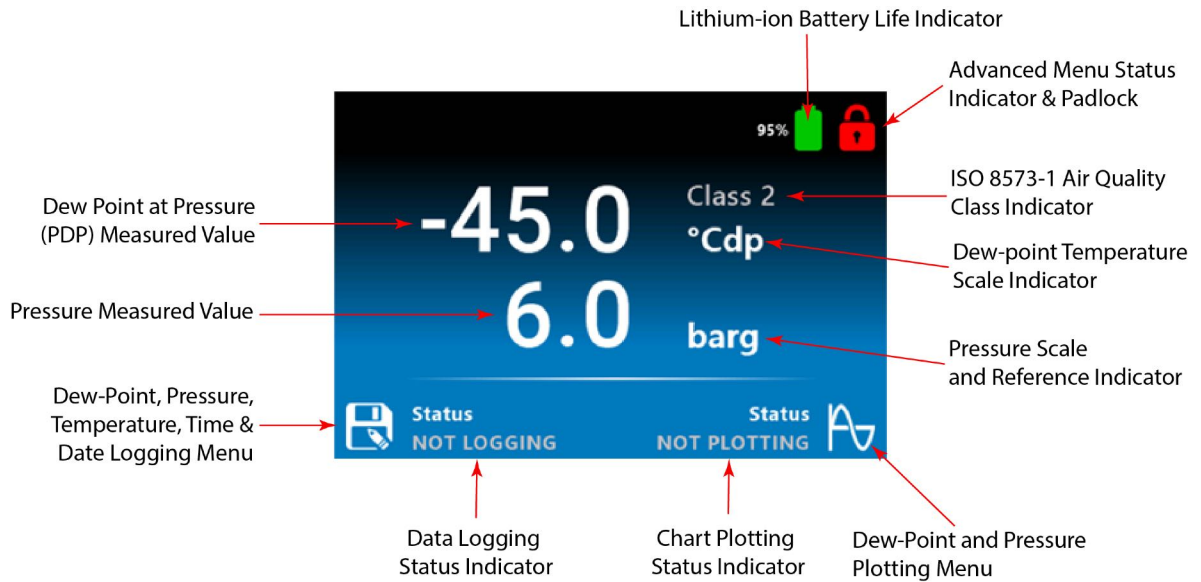 Lithium-ion Battery Life Indicator
Advanced Menu Status
Indicator & Padlock
95%
ISO 8573-1 Air Quality
Class Indicator
Class 2
Dew Point at Pressure
(PDP) Measured Value
-45.0
°Cdp
Dew-point Temperature
Scale Indicator
Pressure Measured Value
6.0
barg
Pressure Scale
and Reference Indicator
Dew-Point, Pressure,
Temperature, Time &
Date Logging Menu
Status
NOT LOGGING
Status
NOT PLOTTING
Data Logging
Status Indicator
Chart Plotting
Status Indicator
Dew-Point and Pressure
Plotting Menu